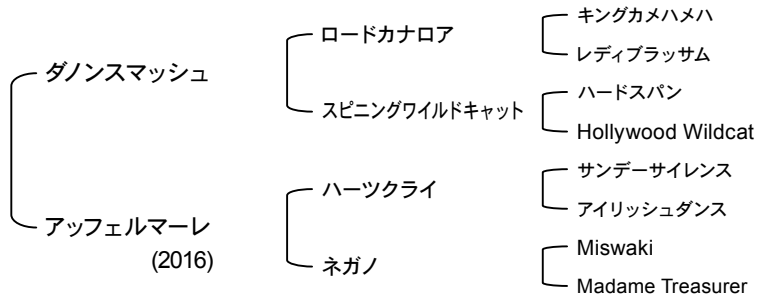 ダノンスマッシュ
ロードカナロア
キングカメハメハ
レディブラッサム
スピニングワイルドキャット
ハードスパン
Hollywood Wildcat
アッフェルマーレ
(2016)
ハーツクライ
サンデーサイレンス
アイリッシュダンス
ネガノ
Miswaki
Madame Treasurer